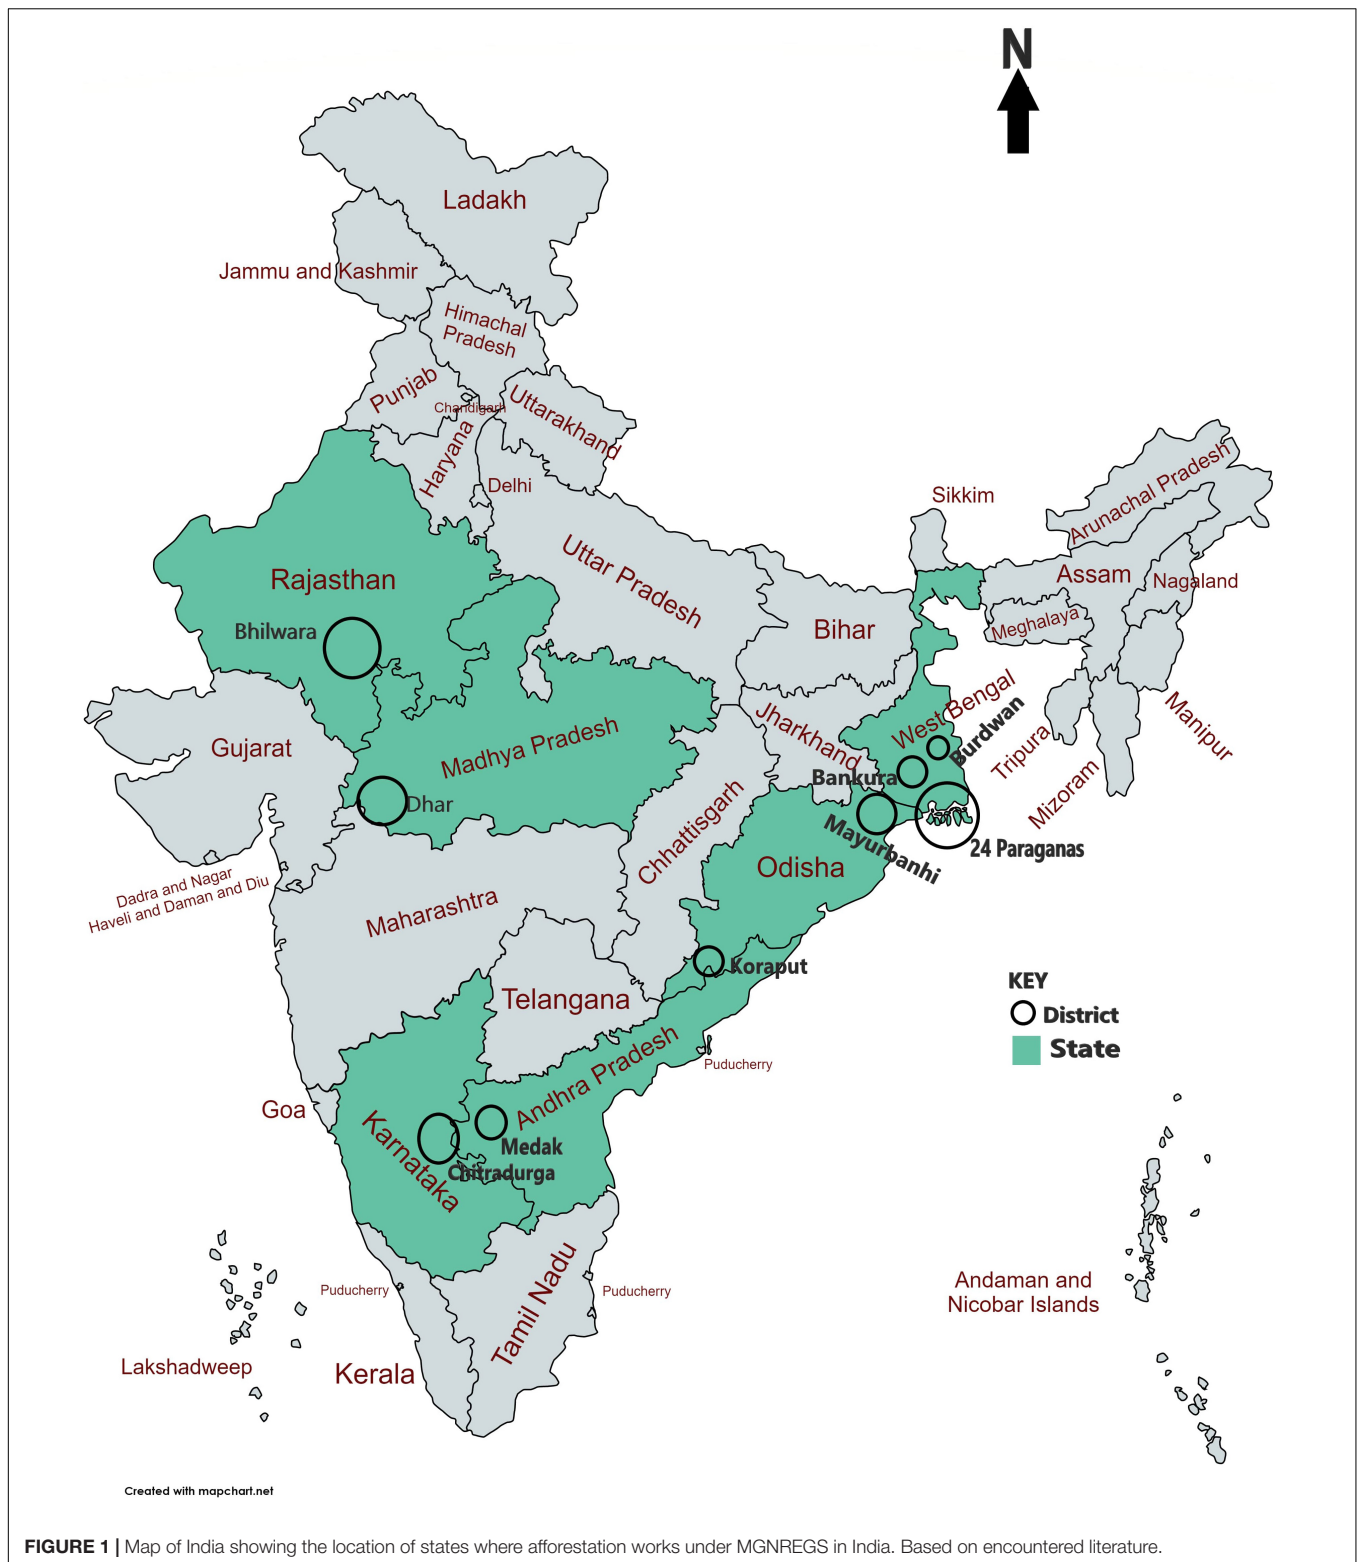 N
Ladakh
Jammu and Kashmir
Himachal
Pradesh
Punjab
Chandigarh
Uttarakhand
Haryana
Delhi
Arunachal Pradesh
Sikkim
Uttar Pradesh
Rajasthan
Assam
Nagaland
Bhilwara
Bihar
Meghalaya
West Bengal
Burdwan
Manipur
Jharkhand
Tripura
Gujarat
Madhya Pradesh
Bankura
Mizoram
Dhar
Chhattisgarh
Mayurbanhi
24 Paraganas
Odisha
Dadra and Nagar
Haveli and Daman and Diu
Maharashtra
Koraput
KEY
District
State
Telangana
Andhra Pradesh
Puducherry
Goa
Karnataka
Medak
Chitradurga
Puducherry
Puducherry
Tamil Nadu
Andaman and
Nicobar Islands
Lakshadweep
Kerala
Created with mapchart.net
FIGURE 1 | Map of India showing the location of states where afforestation works under MGNREGS in India. Based on encountered literature.